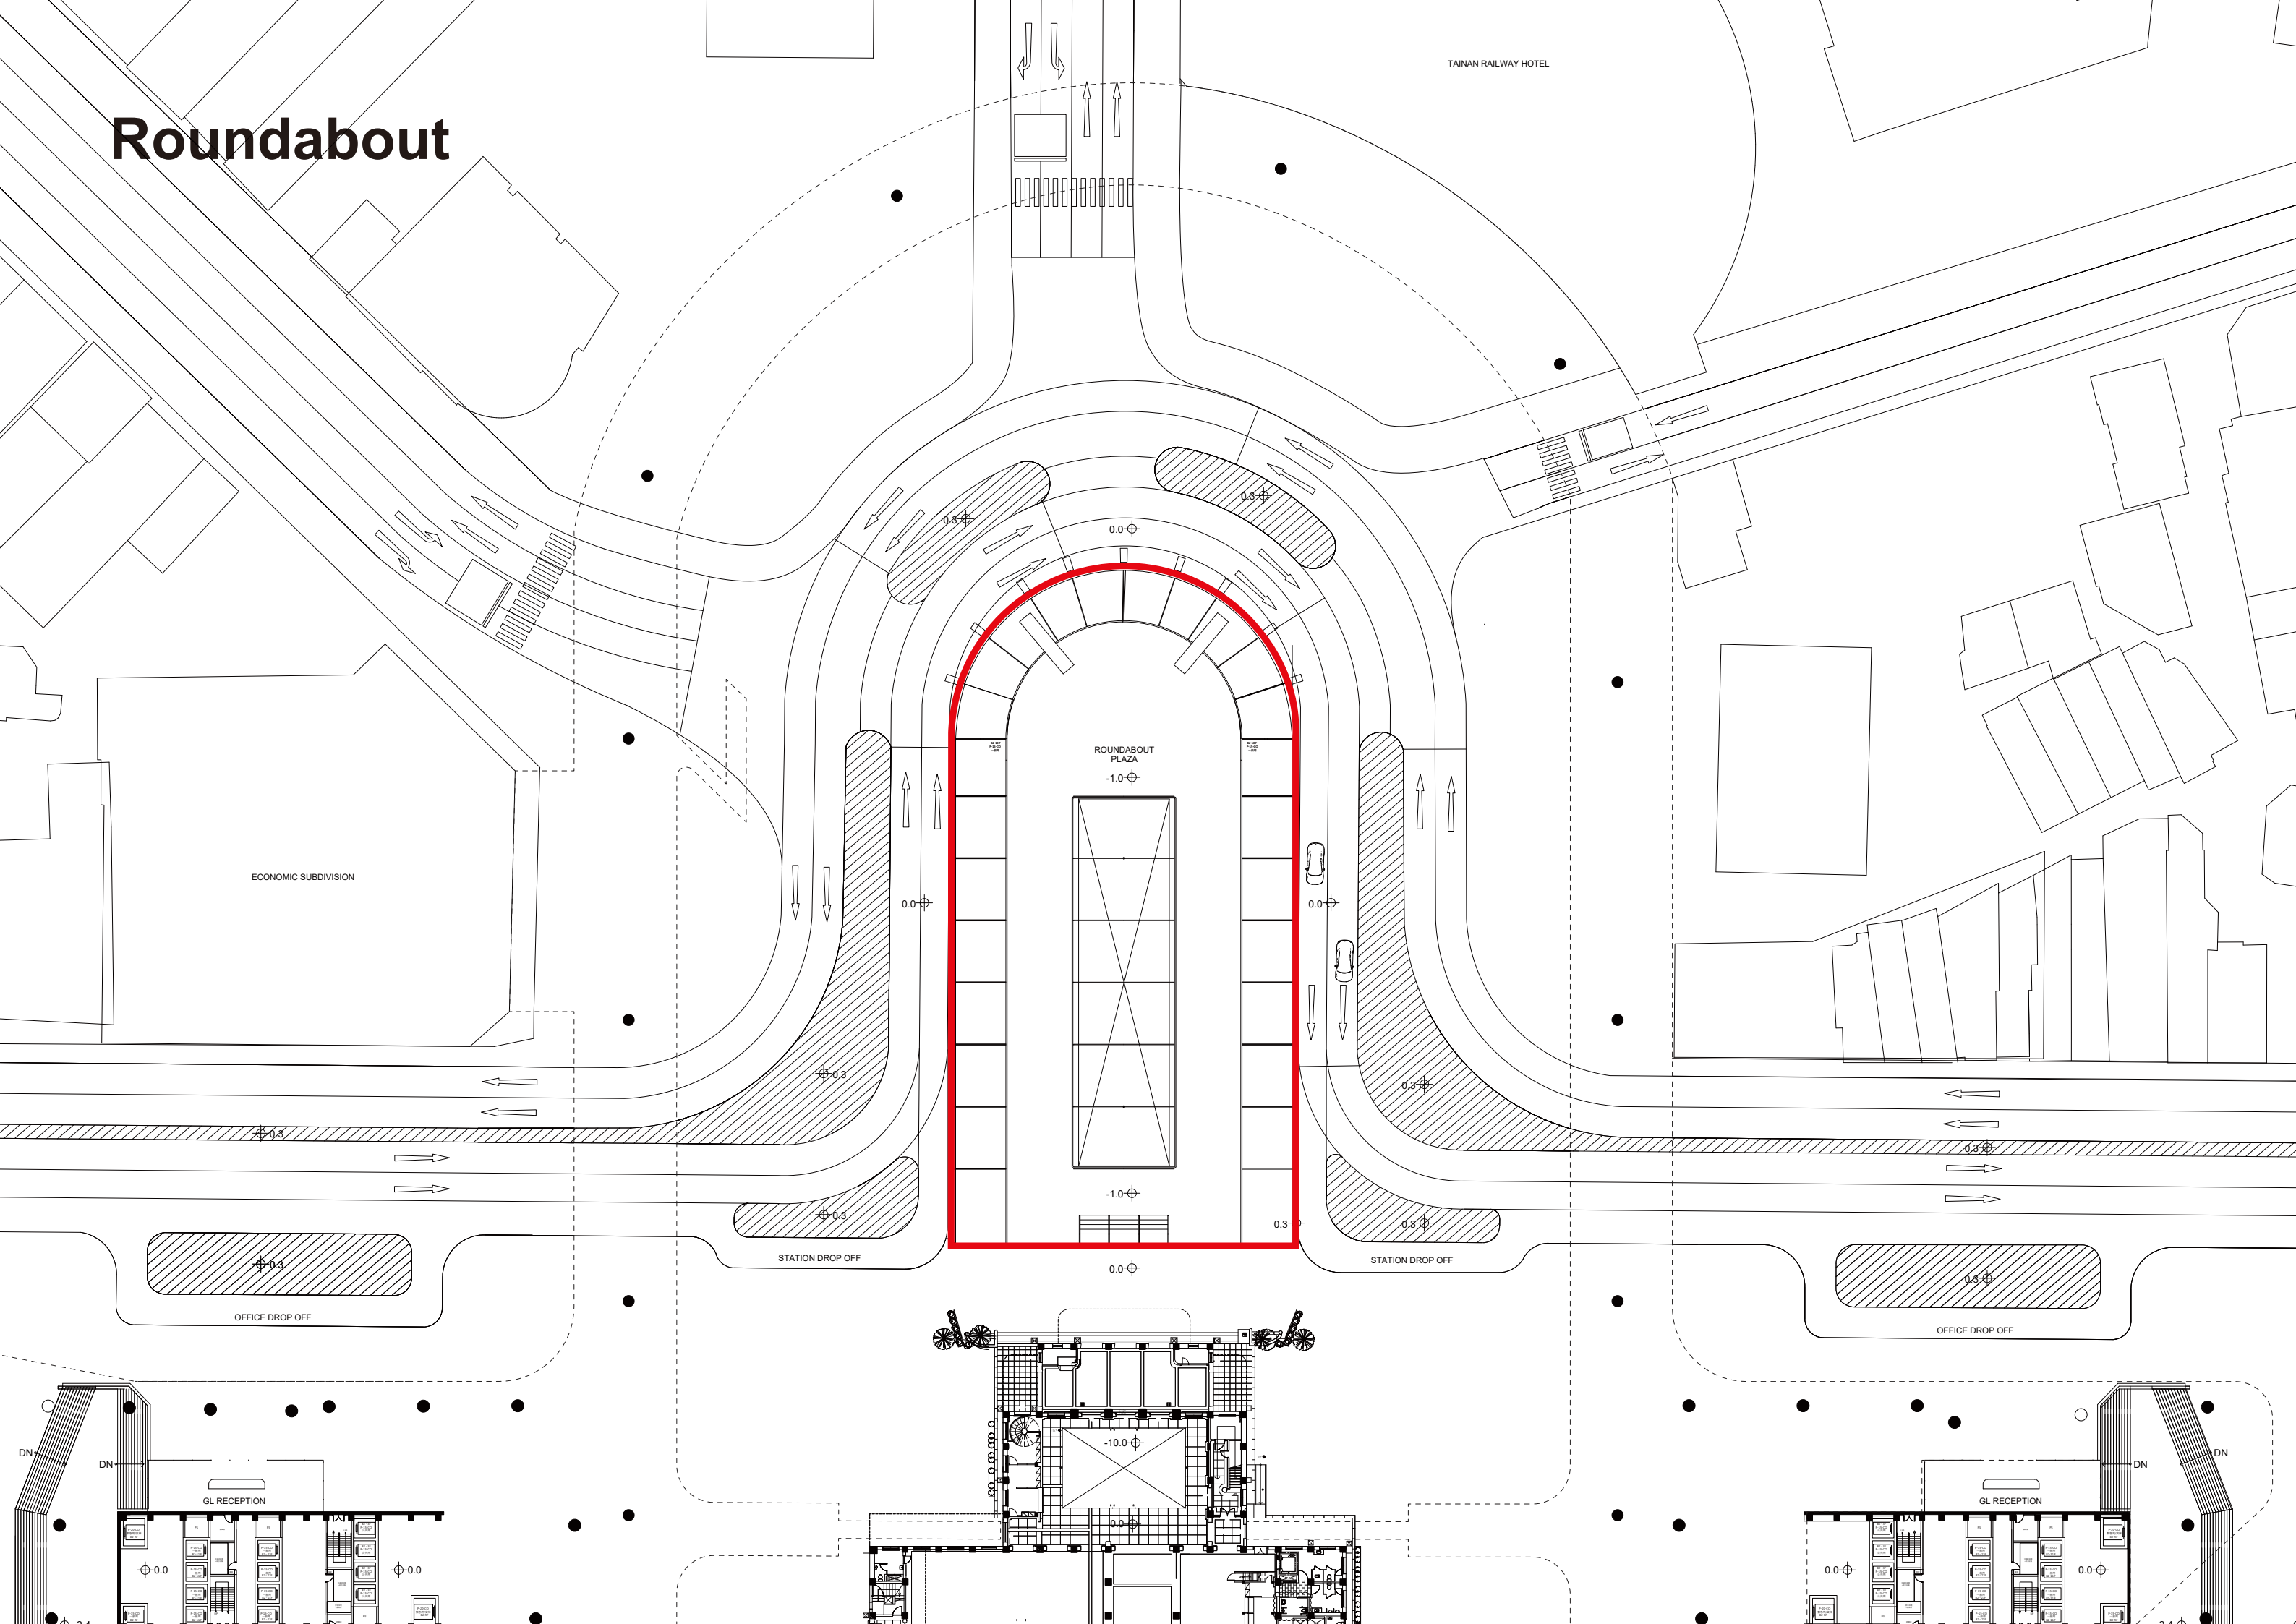 TAINAN RAILWAY HOTEL
Roundabout
0.3
0.3
0.0
ROUNDABOUT
PLAZA
-1.0
ECONOMIC SUBDIVISION
0.0
0.0
0.3
0.3
0.3
0.3
-1.0
0.3
0.3
0.3
STATION DROP OFF
STATION DROP OFF
0.0
0.3
0.3
OFFICE DROP OFF
OFFICE DROP OFF
-10.0
DN
DN
DN
DN
GL RECEPTION
GL RECEPTION
0.0
0.0
0.0
0.0
0.0